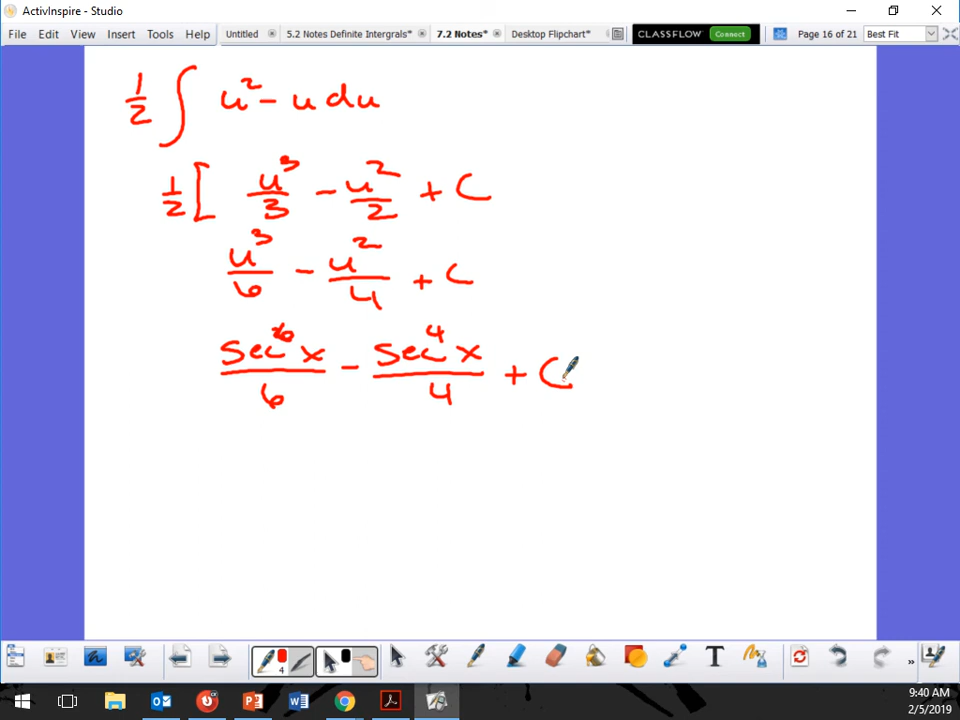 ActivInspire - Studio
File Edit View Insert Tools Help Untitled 5.2 Notes Definite Intergrals* 7.2 Notes* Desktop Flipchart* CLASSFLOW Connect Page 16 of 21 Best Fit
1/2 ∫ u² - u du
1/2 [ u³/3 - u²/2 + C
u³/6 - u²/4 + C
sec⁶x/6 - sec⁴x/4 + C
4 T »
9:40 AM
2/5/2019